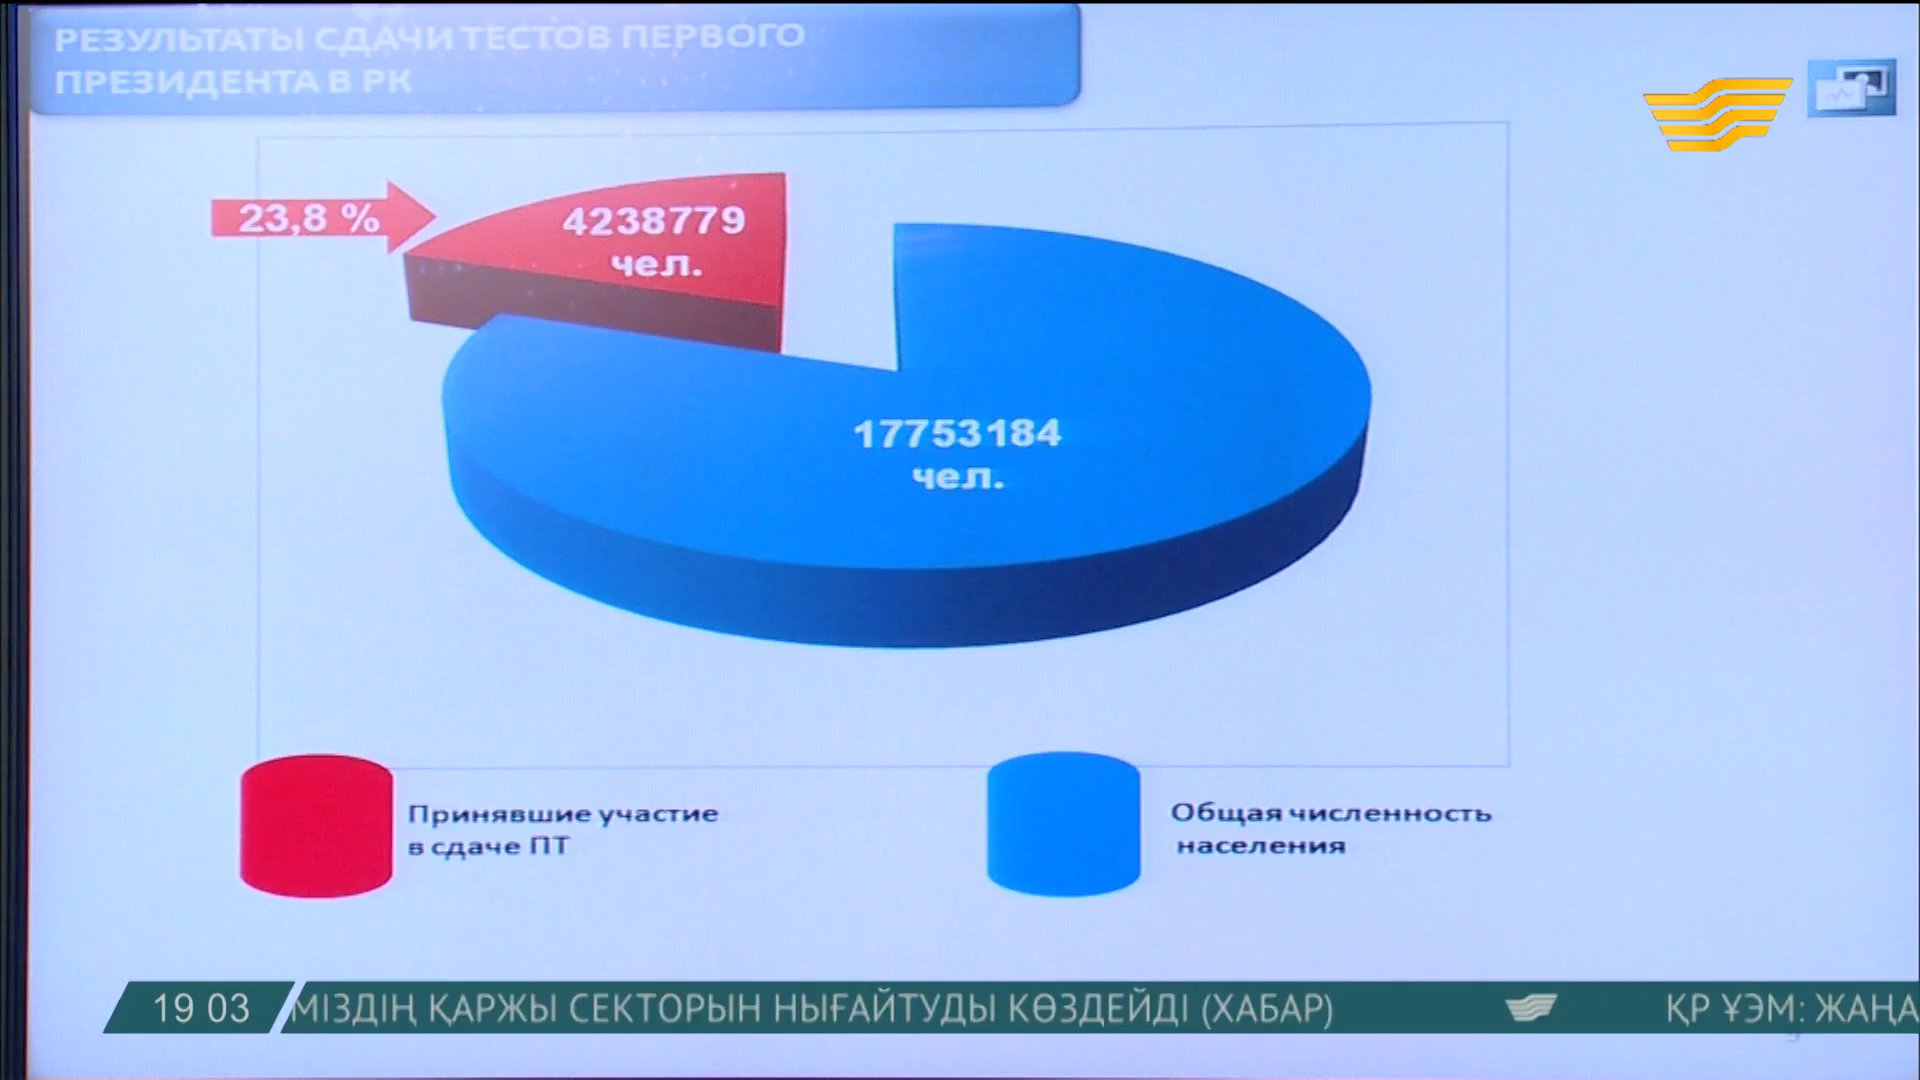 РЕЗУЛЬТАТЫ СДАЧИ ТЕСТОВ ПЕРВОГО
ПРЕЗИДЕНТА В РК
23,8 %
4238779
чел.
17753184
чел.
Принявшие участие
в сдаче ПТ
Общая численность
населения
19 03
МІЗДІҢ ҚАРЖЫ СЕКТОРЫН НЫҒАЙТУДЫ КӨЗДЕЙДІ (ХАБАР)
ҚР ҰЭМ: ЖАҢА